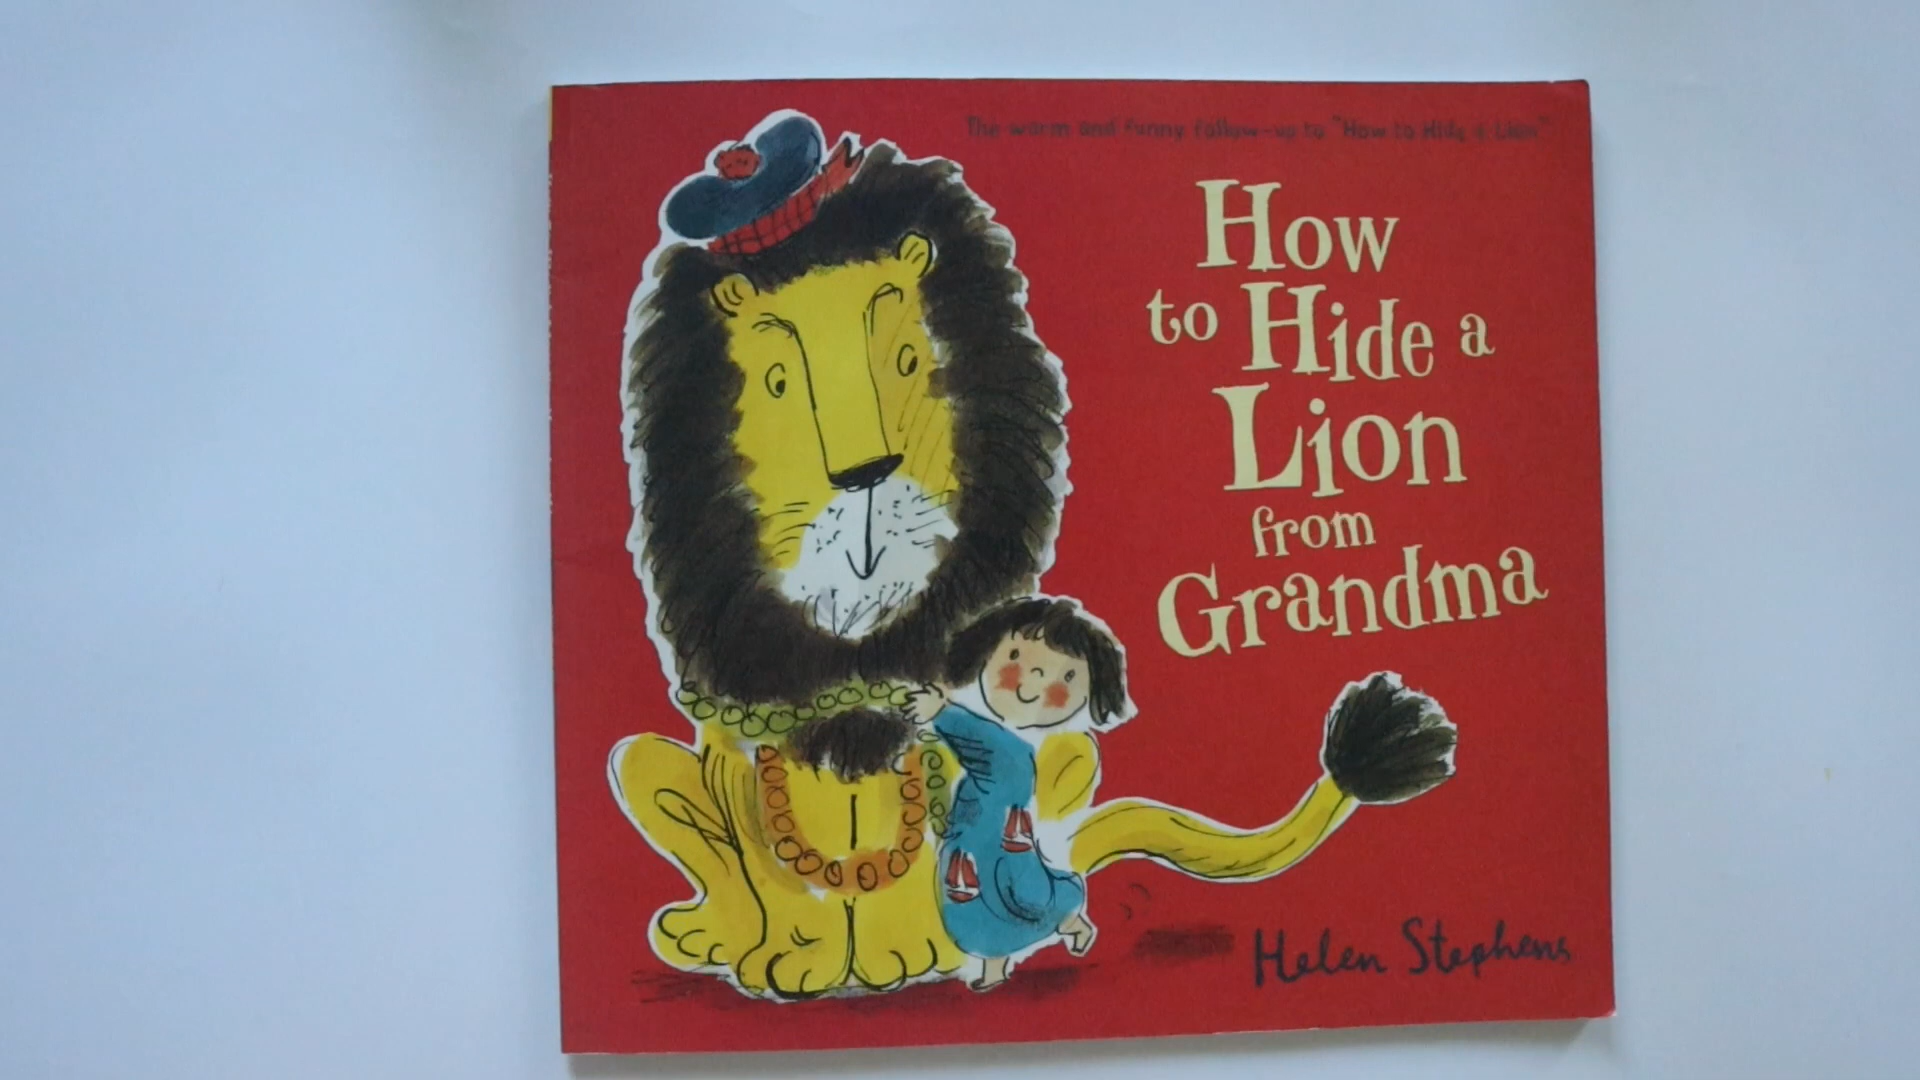 The warm and funny follow-up to "How to Hide a Lion"
How
to Hide a
Lion
from
Grandma
Helen Stephens